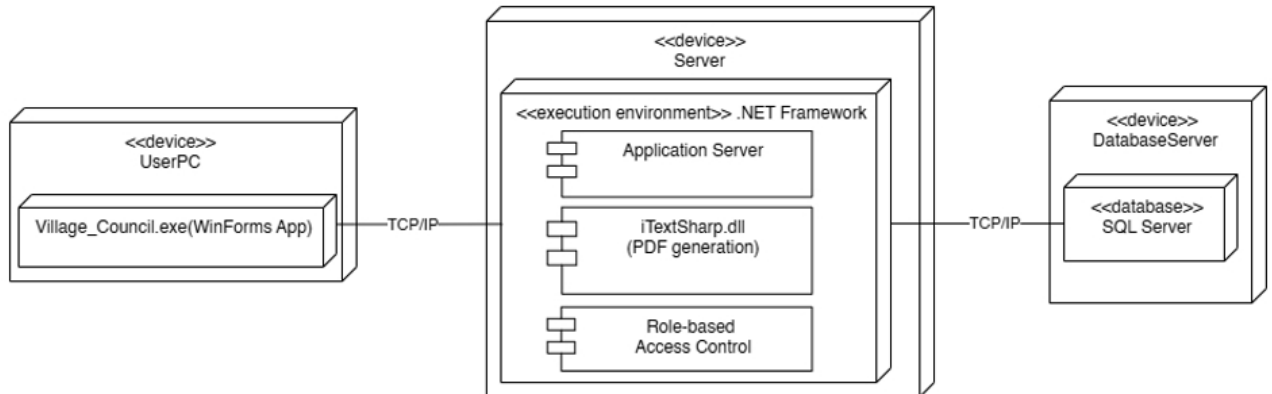 <<device>>
UserPC
Village_Council.exe(WinForms App)
TCP/IP
<<device>>
Server
<<execution environment>> .NET Framework
Application Server
iTextSharp.dll
(PDF generation)
Role-based
Access Control
TCP/IP
<<device>>
DatabaseServer
<<database>>
SQL Server